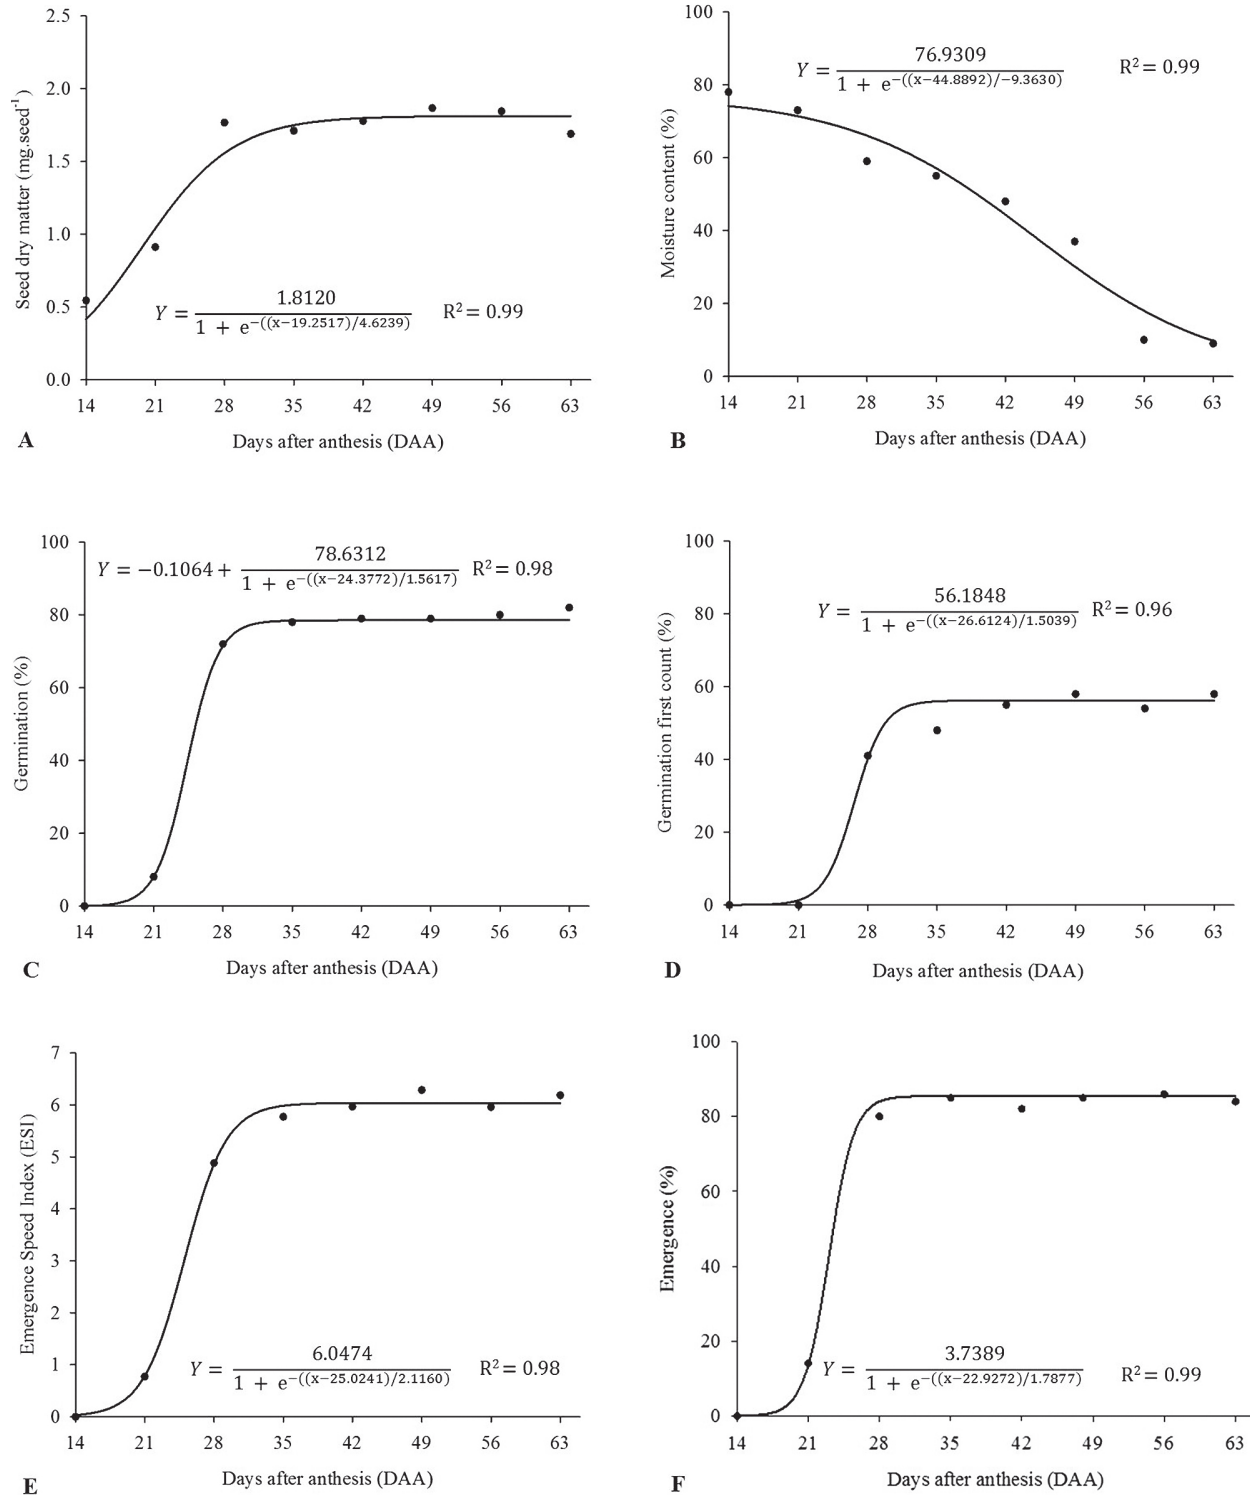 2.5
2.0
1.5
1.0
0.5
0.0
Seed dry matter (mg.seed⁻¹)
Y = 1.8120 / 1 + e^−((x−19.2517)/4.6239) R² = 0.99
14 21 28 35 42 49 56 63
Days after anthesis (DAA)
A
100
80
60
40
20
0
Moisture content (%)
Y = 76.9309 / 1 + e^−((x−44.8892)/−9.3630) R² = 0.99
14 21 28 35 42 49 56 63
Days after anthesis (DAA)
B
100
80
60
40
20
0
Germination (%)
Y = −0.1064 + 78.6312 / 1 + e^−((x−24.3772)/1.5617) R² = 0.98
14 21 28 35 42 49 56 63
Days after anthesis (DAA)
C
100
80
60
40
20
0
Germination first count (%)
Y = 56.1848 / 1 + e^−((x−26.6124)/1.5039) R² = 0.96
14 21 28 35 42 49 56 63
Days after anthesis (DAA)
D
7
6
5
4
3
2
1
0
Emergence Speed Index (ESI)
Y = 6.0474 / 1 + e^−((x−25.0241)/2.1160) R² = 0.98
14 21 28 35 42 49 56 63
Days after anthesis (DAA)
E
100
80
60
40
20
0
Emergence (%)
Y = 3.7389 / 1 + e^−((x−22.9272)/1.7877) R² = 0.99
14 21 28 35 42 49 56 63
Days after anthesis (DAA)
F